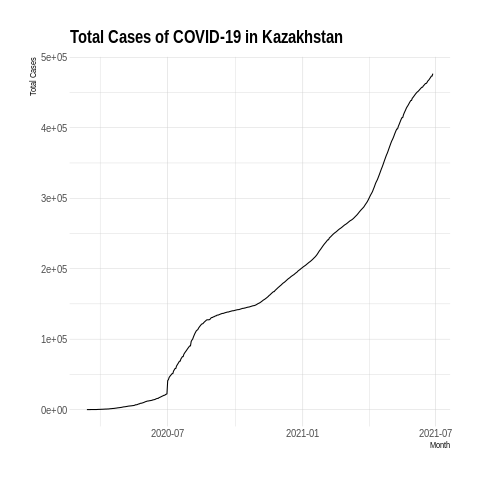 Total Cases of COVID-19 in Kazakhstan
Total Cases
5e+05
4e+05
3e+05
2e+05
1e+05
0e+00
2020-07
2021-01
2021-07
Month